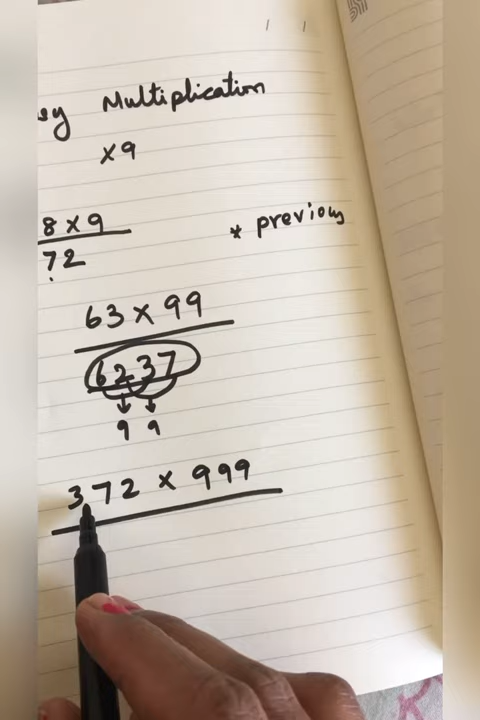 Multiplication
×9
8×9
72
* previous
63×99
6237
9 9
372 × 999